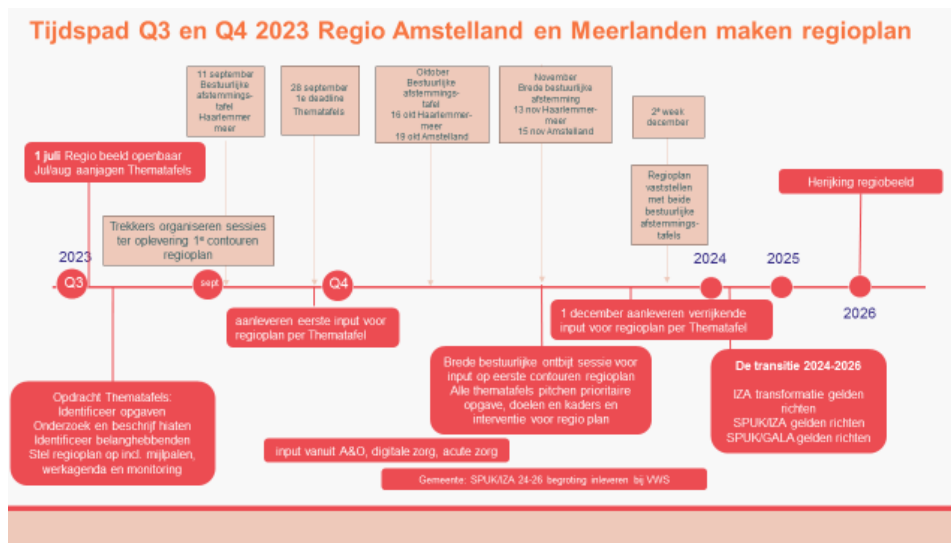 Tijdspad Q3 en Q4 2023 Regio Amstelland en Meerlanden maken regioplan
11 september
Bestuurlijke
afstemmings-
tafel
Haarlemmer
meer
28 september
1e deadline
Thematafels
Oktober
Bestuurlijke
afstemmings-
tafel
16 okt Haarlemmer-
meer
19 okt Amstelland
November
Brede bestuurlijke
afstemming
13 nov Haarlemmer-
meer
15 nov Amstelland
2e week
december
1 juli Regio beeld openbaar
Jul/aug aanjagen Thematafels
Regioplan
vaststellen
met beide
bestuurlijke
afstemmings-
tafels
Herijking regiobeeld
Trekkers organiseren sessies
ter oplevering 1e contouren
regioplan
2023
Q3
sept
Q4
2024
2025
2026
aanleveren eerste input voor
regioplan per Thematafel
1 december aanleveren verrijkende
input voor regioplan per Thematafel
Brede bestuurlijke ontbijt sessie voor
input op eerste contouren regioplan
Alle thematafels pitchen prioritaire
opgave, doelen en kaders en
interventie voor regio plan
De transitie 2024-2026
IZA transformatie gelden
richten
SPUK/IZA gelden richten
SPUK/GALA gelden richten
Opdracht Thematafels:
Identificeer opgaven
Onderzoek en beschrijf hiaten
Identificeer belanghebbenden
Stel regioplan op incl. mijlpalen,
werkagenda en monitoring
input vanuit A&O, digitale zorg, acute zorg
Gemeente: SPUK/IZA 24-26 begroting inleveren bij VWS